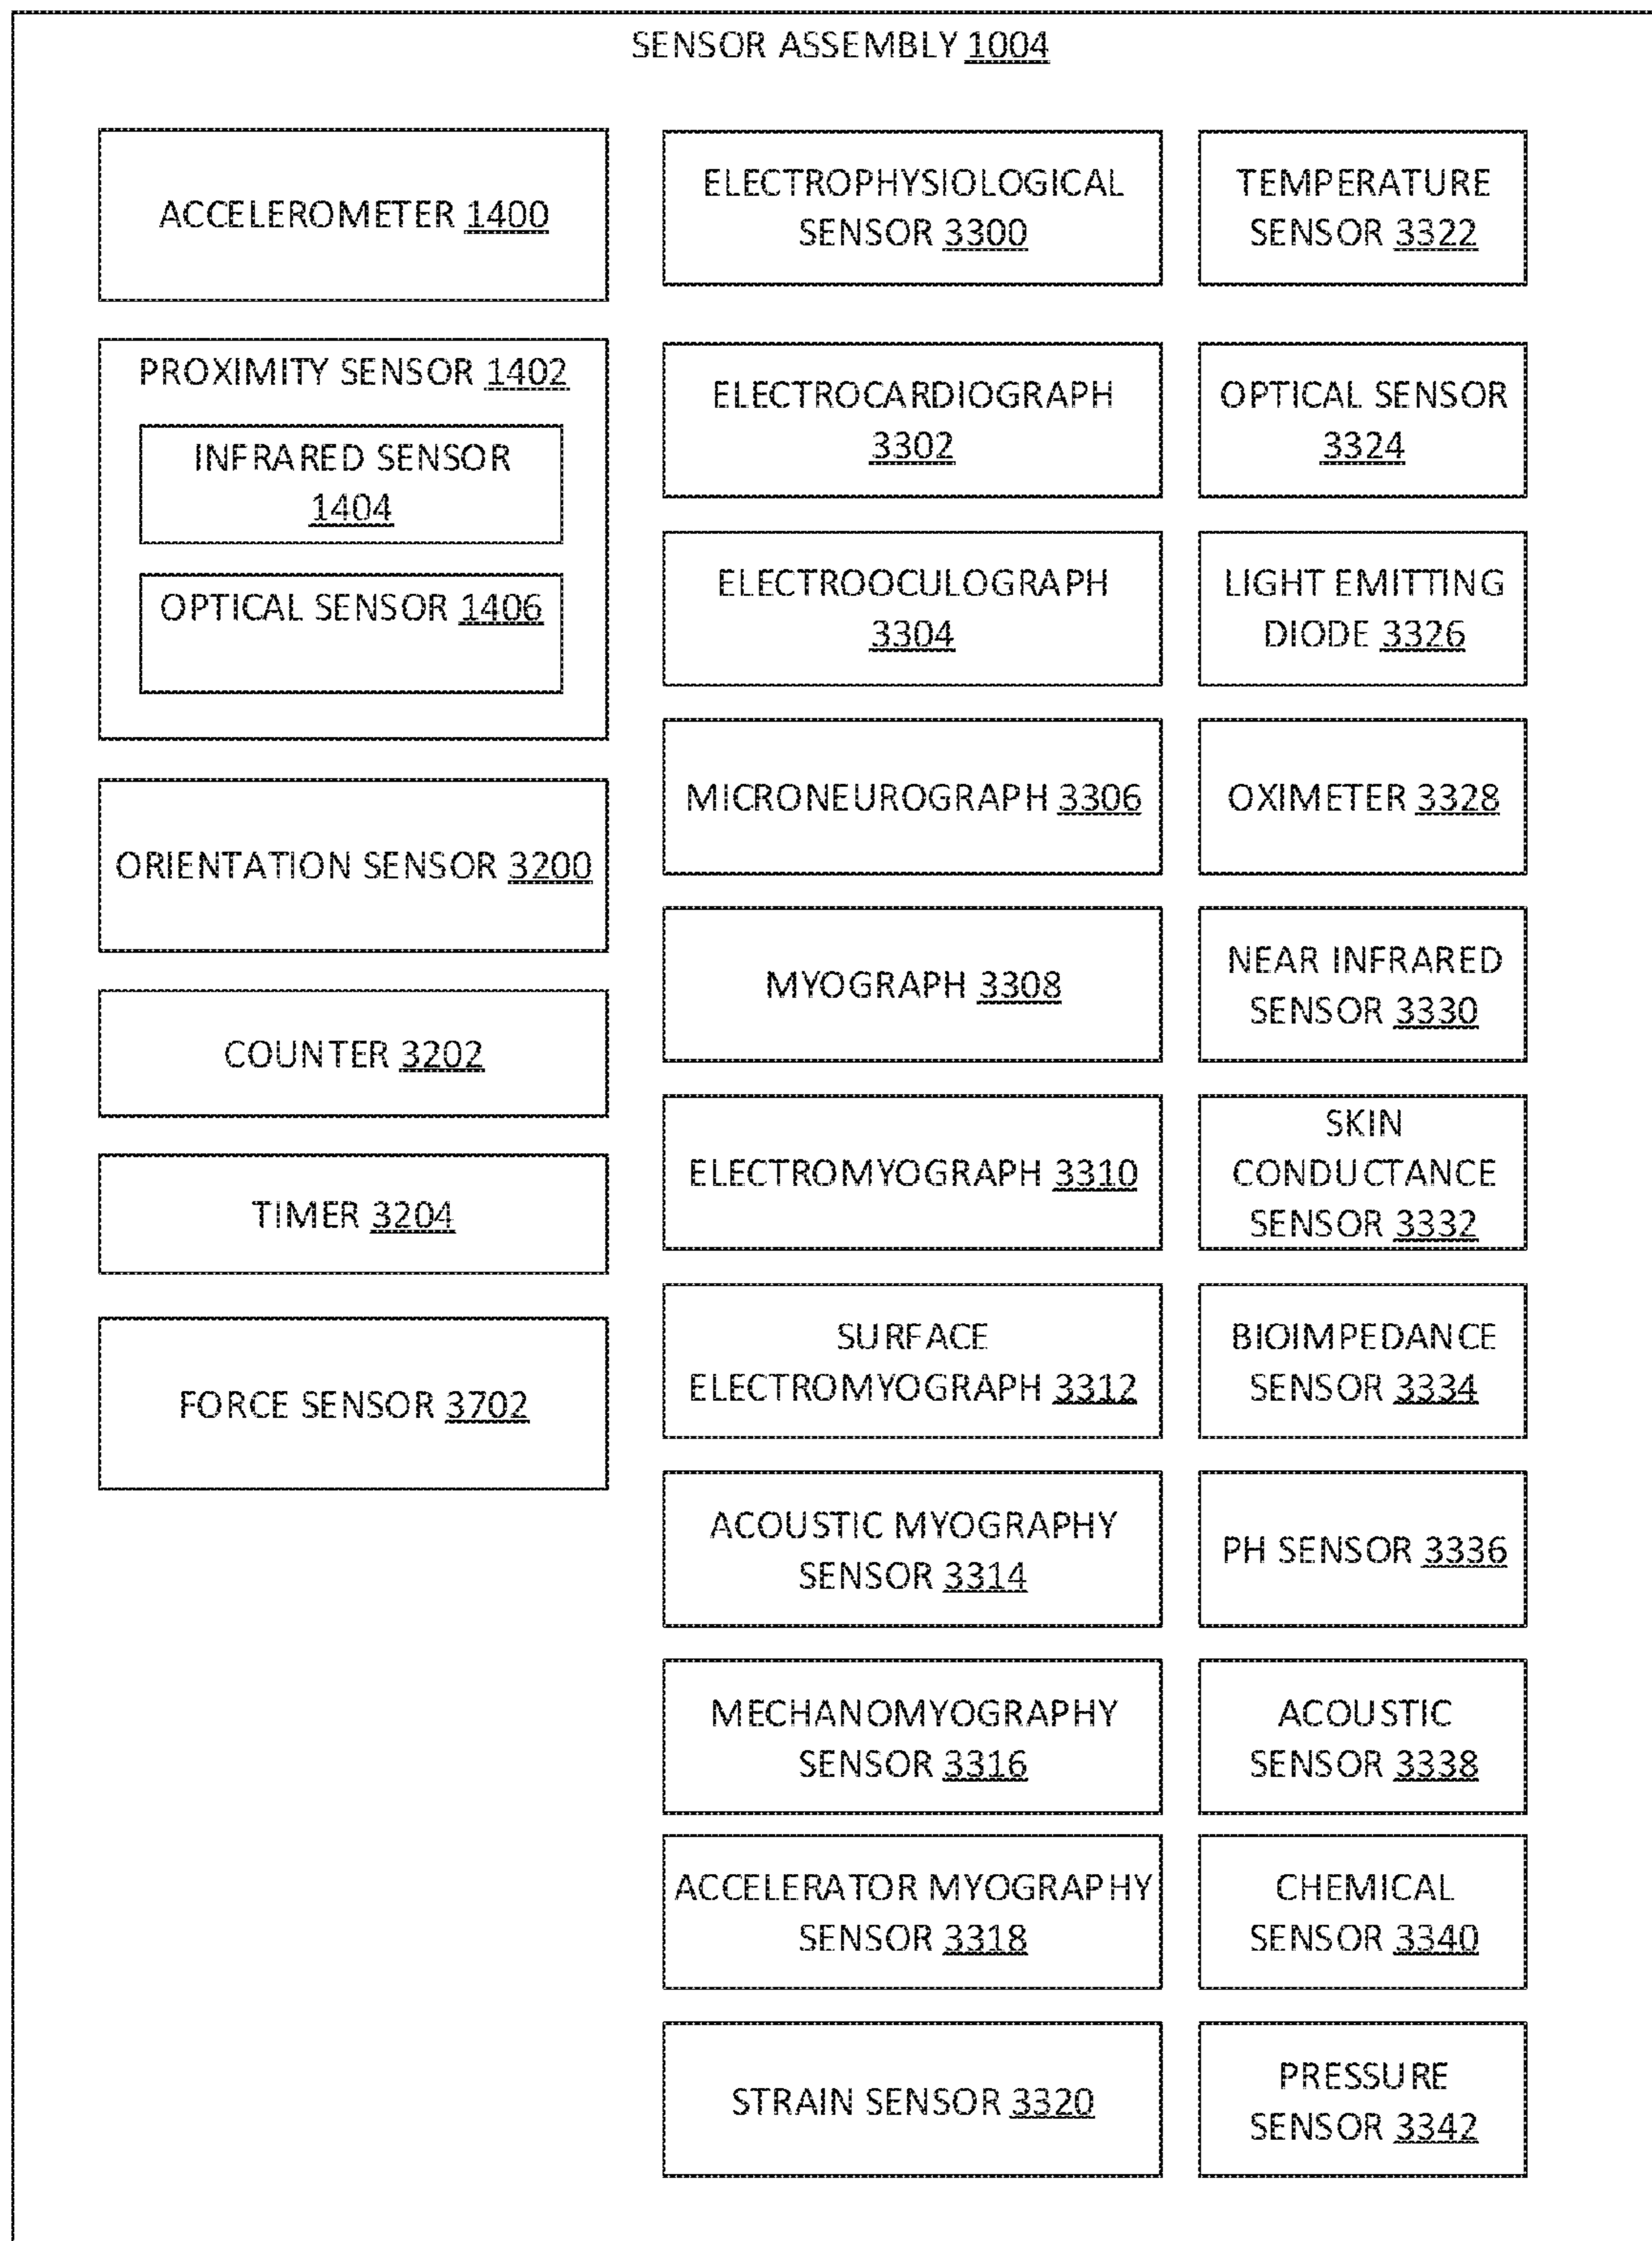 SENSOR ASSEMBLY 1004
ACCELEROMETER 1400
PROXIMITY SENSOR 1402
INFRARED SENSOR
1404
OPTICAL SENSOR 1406
ORIENTATION SENSOR 3200
COUNTER 3202
TIMER 3204
FORCE SENSOR 3702
ELECTROPHYSIOLOGICAL
SENSOR 3300
ELECTROCARDIOGRAPH
3302
ELECTROOCULOGRAPH
3304
MICRONEUROGRAPH 3306
MYOGRAPH 3308
ELECTROMYOGRAPH 3310
SURFACE
ELECTROMYOGRAPH 3312
ACOUSTIC MYOGRAPHY
SENSOR 3314
MECHANOMYOGRAPHY
SENSOR 3316
ACCELERATOR MYOGRAPHY
SENSOR 3318
STRAIN SENSOR 3320
TEMPERATURE
SENSOR 3322
OPTICAL SENSOR
3324
LIGHT EMITTING
DIODE 3326
OXIMETER 3328
NEAR INFRARED
SENSOR 3330
SKIN
CONDUCTANCE
SENSOR 3332
BIOIMPEDANCE
SENSOR 3334
PH SENSOR 3336
ACOUSTIC
SENSOR 3338
CHEMICAL
SENSOR 3340
PRESSURE
SENSOR 3342